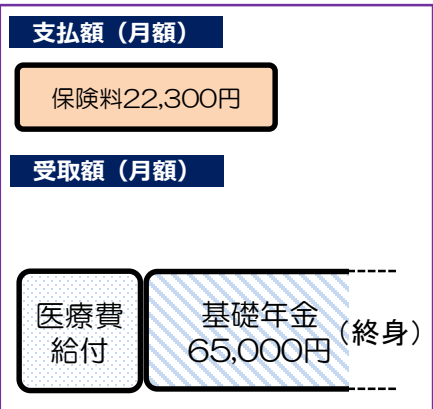 支払額（月額）
保険料22,300円
受取額（月額）
医療費
給付
基礎年金
65,000円
（終身）